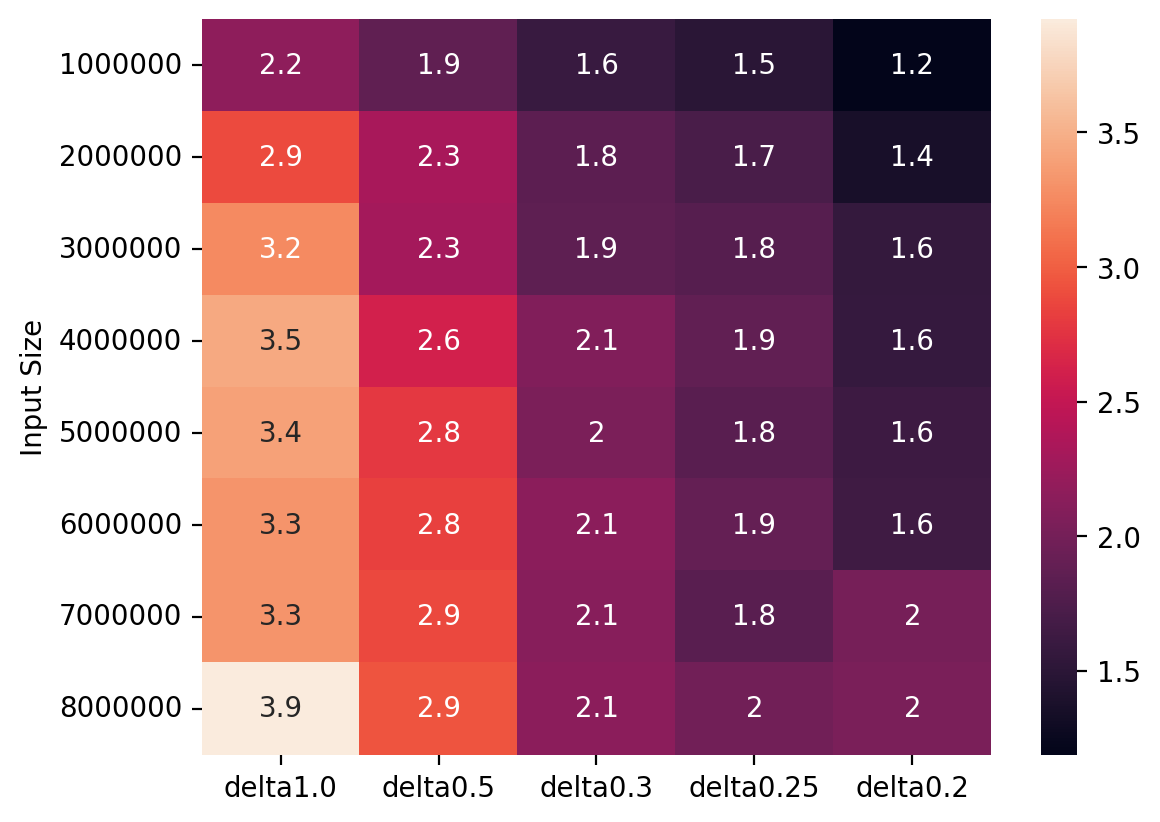 1000000 2.2 1.9 1.6 1.5 1.2
2000000 2.9 2.3 1.8 1.7 1.4
3000000 3.2 2.3 1.9 1.8 1.6
4000000 3.5 2.6 2.1 1.9 1.6
5000000 3.4 2.8 2 1.8 1.6
6000000 3.3 2.8 2.1 1.9 1.6
7000000 3.3 2.9 2.1 1.8 2
8000000 3.9 2.9 2.1 2 2
delta1.0 delta0.5 delta0.3 delta0.25 delta0.2
Input Size
3.5
3.0
2.5
2.0
1.5